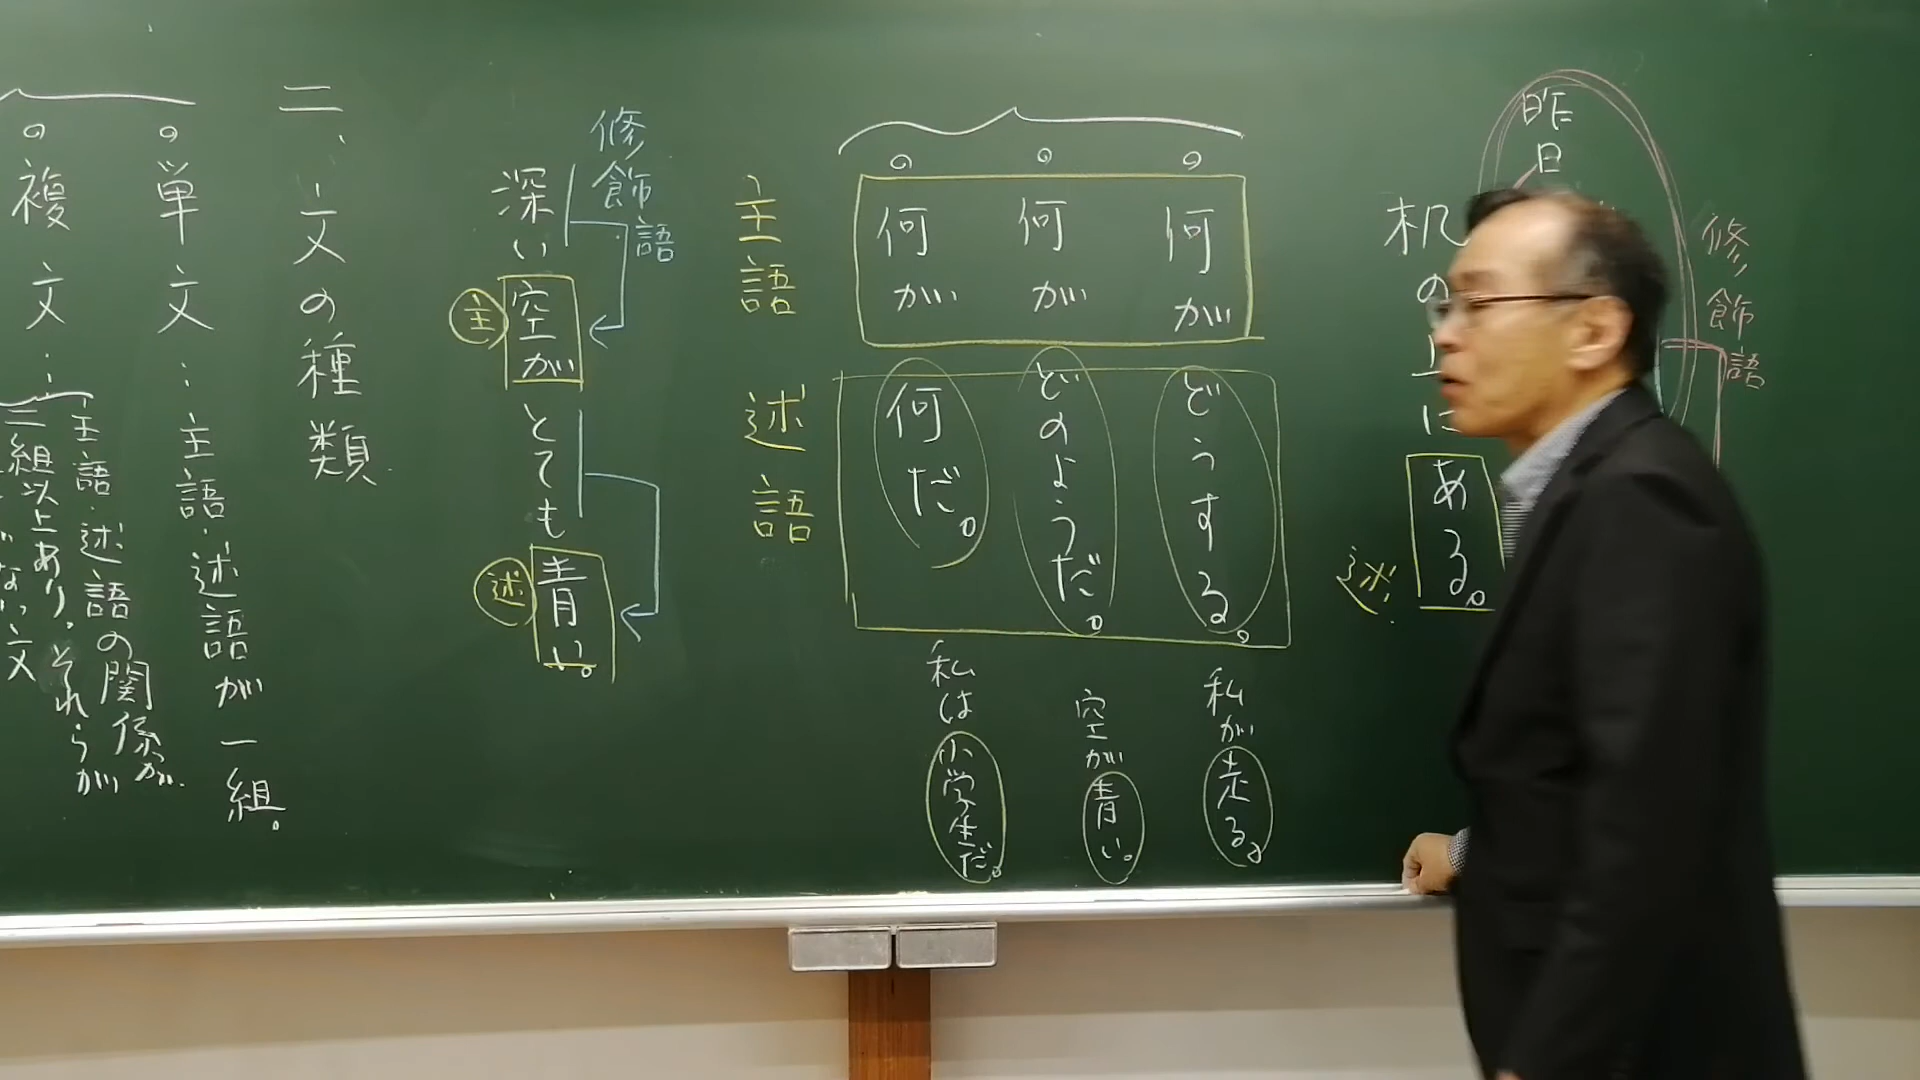 昨日
修飾語
机の上に
ある。
述
何が
どうする。
私が走る。
何が
どのようだ。
空が青い。
何が
何だ。
私は小学生だ。
主語
述語
修飾語
深い
空が
とても
青い。
主
述
二、文の種類
。単文…主語・述語が一組。
。複文…
主語・述語の関係が
二組以上あり。それらが